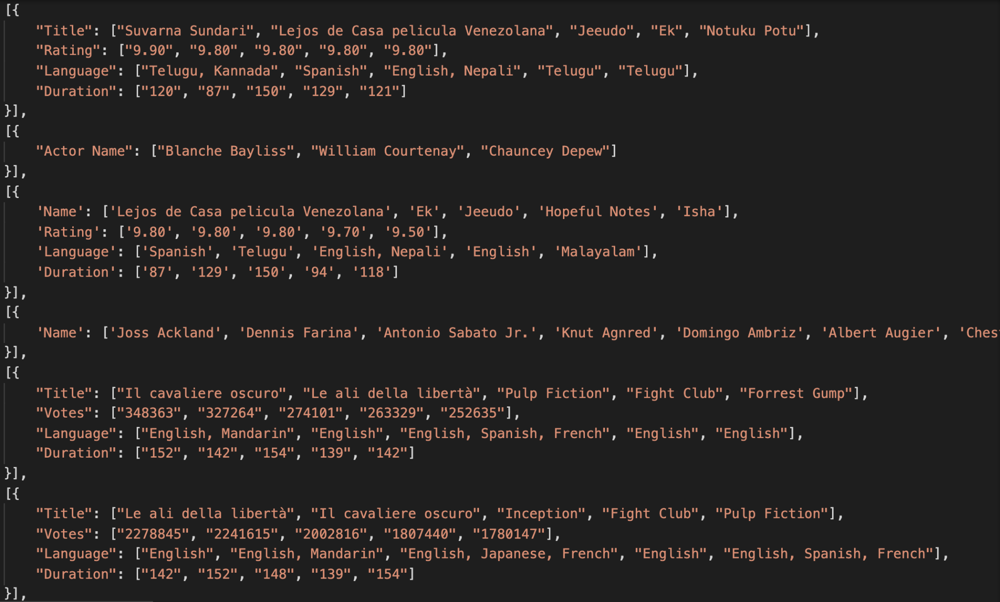 [{
"Title": ["Suvarna Sundari", "Lejos de Casa pelicula Venezolana", "Jeeudo", "Ek", "Notuku Potu"],
"Rating": ["9.90", "9.80", "9.80", "9.80", "9.80"],
"Language": ["Telugu, Kannada", "Spanish", "English, Nepali", "Telugu", "Telugu"],
"Duration": ["120", "87", "150", "129", "121"]
}],
[{
"Actor Name": ["Blanche Bayliss", "William Courtenay", "Chauncey Depew"]
}],
[{
'Name': ['Lejos de Casa pelicula Venezolana', 'Ek', 'Jeeudo', 'Hopeful Notes', 'Isha'],
'Rating': ['9.80', '9.80', '9.80', '9.70', '9.50'],
'Language': ['Spanish', 'Telugu', 'English, Nepali', 'English', 'Malayalam'],
'Duration': ['87', '129', '150', '94', '118']
}],
[{
'Name': ['Joss Ackland', 'Dennis Farina', 'Antonio Sabato Jr.', 'Knut Agnred', 'Domingo Ambriz', 'Albert Augier',
}],
[{
"Title": ["Il cavaliere oscuro", "Le ali della libertà", "Pulp Fiction", "Fight Club", "Forrest Gump"],
"Votes": ["348363", "327264", "274101", "263329", "252635"],
"Language": ["English, Mandarin", "English", "English, Spanish, French", "English", "English"],
"Duration": ["152", "142", "154", "139", "142"]
}],
[{
"Title": ["Le ali della libertà", "Il cavaliere oscuro", "Inception", "Fight Club", "Pulp Fiction"],
"Votes": ["2278845", "2241615", "2002816", "1807440", "1780147"],
"Language": ["English", "English, Mandarin", "English, Japanese, French", "English", "English, Spanish, French"],
"Duration": ["142", "152", "148", "139", "154"]
}],